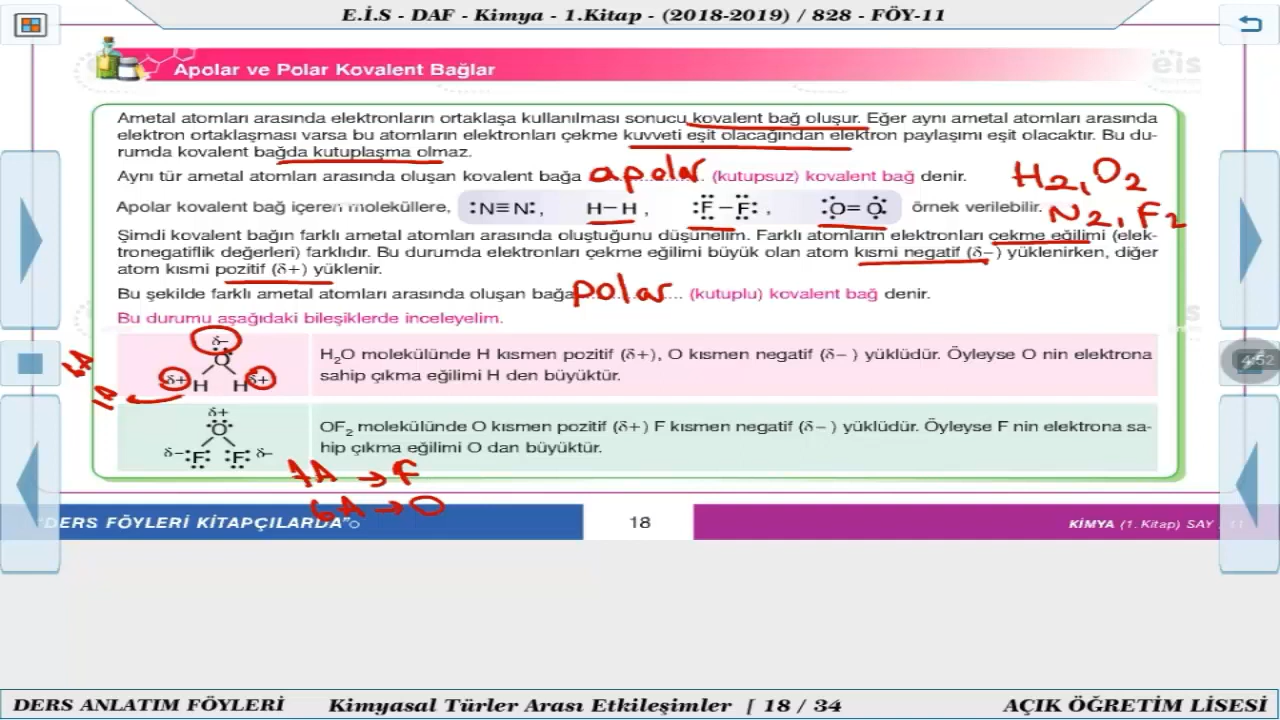 E.İ.S - DAF - Kimya - 1.Kitap - (2018-2019) / 828 - FÖY-11
Apolar ve Polar Kovalent Bağlar
eis
Ametal atomları arasında elektronların ortaklaşa kullanılması sonucu kovalent bağ oluşur. Eğer aynı ametal atomları arasında
elektron ortaklaşması varsa bu atomların elektronları çekme kuvveti eşit olacağından elektron paylaşımı eşit olacaktır. Bu du-
rumda kovalent bağda kutuplaşma olmaz.
Aynı tür ametal atomları arasında oluşan kovalent bağa apolar (kutupsuz) kovalent bağ denir.
H2, O2
Apolar kovalent bağ içeren moleküllere, :N≡N:, H–H, :F–F:, :O=O: örnek verilebilir.
N2, F2
Şimdi kovalent bağın farklı ametal atomları arasında oluştuğunu düşünelim. Farklı atomların elektronları çekme eğilimi (elek-
tronegatiflik değerleri) farklıdır. Bu durumda elektronları çekme eğilimi büyük olan atom kısmi negatif (δ–) yüklenirken, diğer
atom kısmi pozitif (δ+) yüklenir.
Bu şekilde farklı ametal atomları arasında oluşan bağa polar (kutuplu) kovalent bağ denir.
Bu durumu aşağıdaki bileşiklerde inceleyelim.
δ–
O
δ+ H H δ+
6A
1A
H₂O molekülünde H kısmen pozitif (δ+), O kısmen negatif (δ– ) yüklüdür. Öyleyse O nin elektrona
sahip çıkma eğilimi H den büyüktür.
δ+
O
δ– :F: :F: δ–
OF₂ molekülünde O kısmen pozitif (δ+) F kısmen negatif (δ– ) yüklüdür. Öyleyse F nin elektrona sa-
hip çıkma eğilimi O dan büyüktür.
7A → F
6A → O
"DERS FÖYLERİ KİTAPÇILARDA"
18
KİMYA (1. Kitap) SAY
4:52
DERS ANLATIM FÖYLERİ
Kimyasal Türler Arası Etkileşimler [ 18 / 34
AÇIK ÖĞRETİM LİSESİ